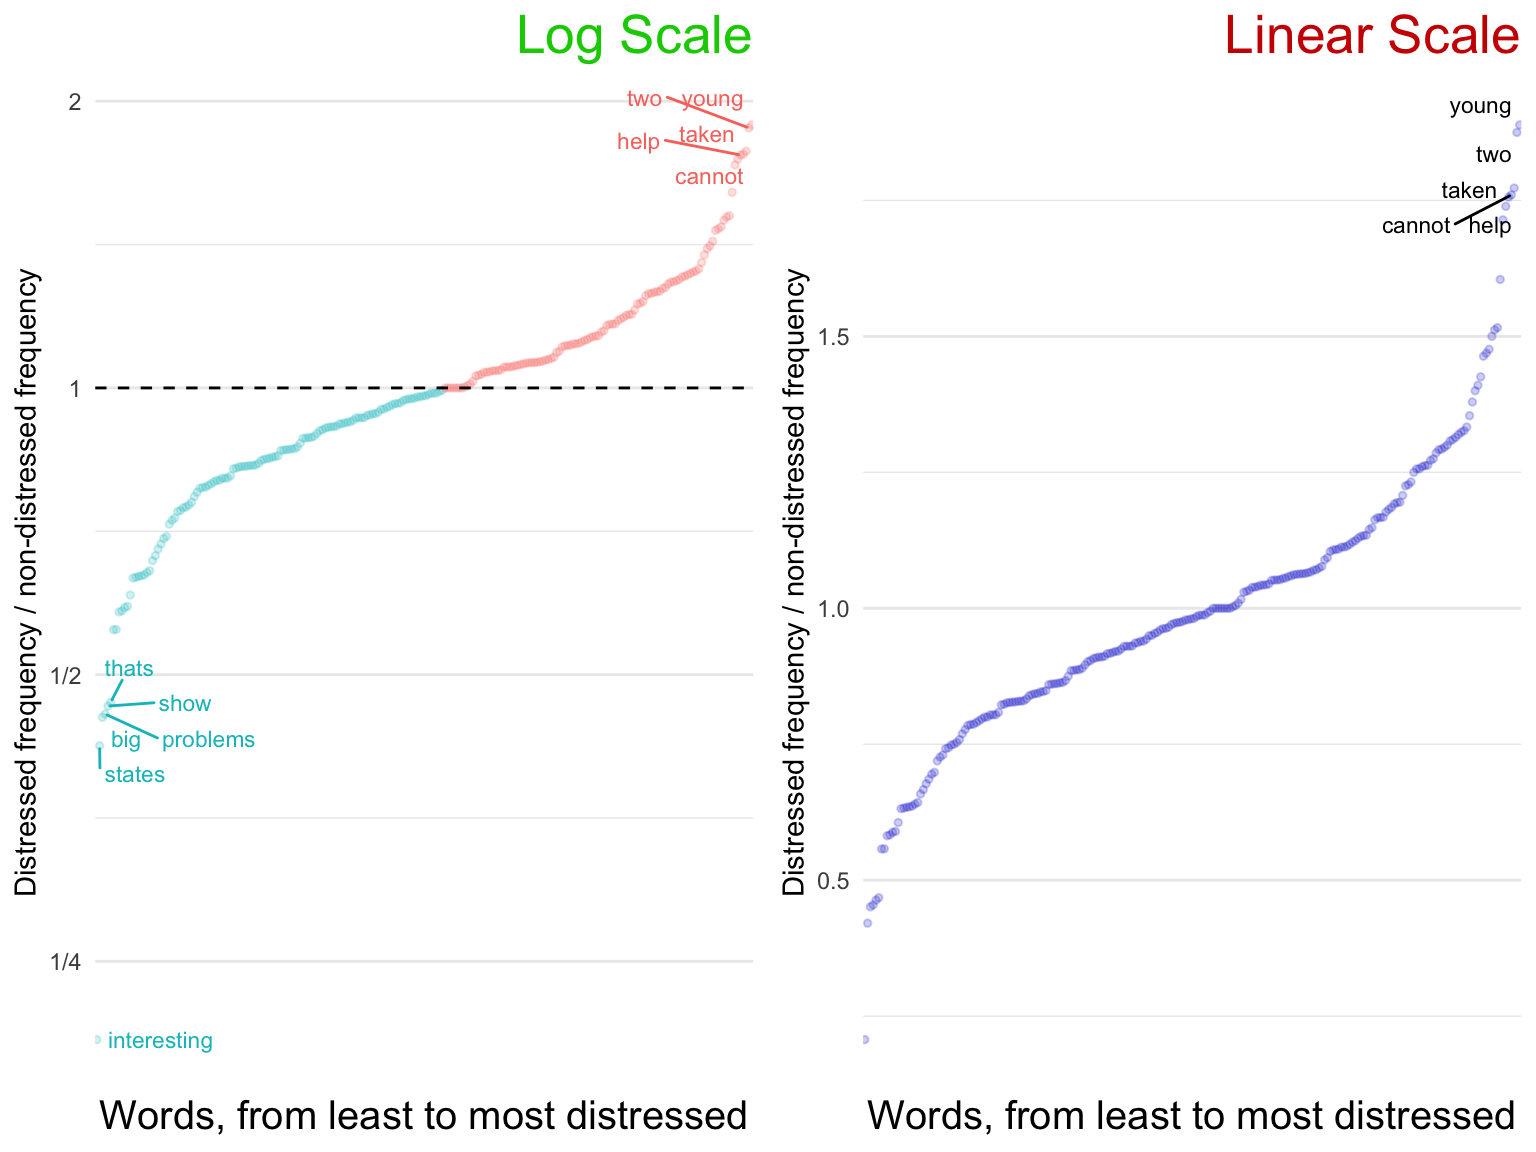 Log Scale
2
1
1/2
1/4
Distressed frequency / non-distressed frequency
two young
help taken
cannot
thats
show
big problems
states
interesting
Words, from least to most distressed
Linear Scale
1.5
1.0
0.5
Distressed frequency / non-distressed frequency
young
two
taken
cannot help
Words, from least to most distressed